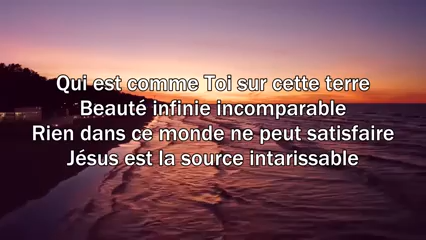 Qui est comme Toi sur cette terre
Beauté infinie incomparable
Rien dans ce monde ne peut satisfaire
Jésus est la source intarissable